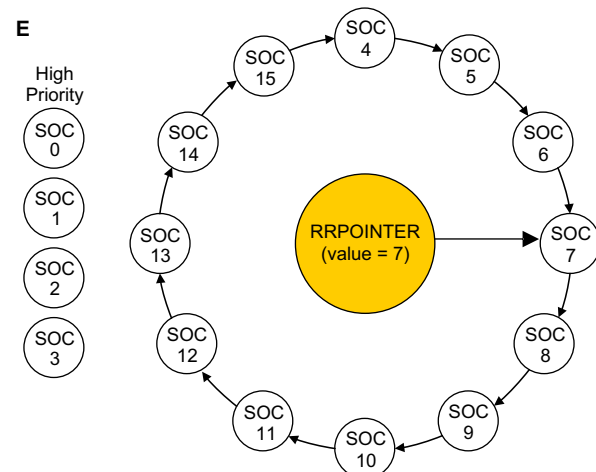 E
High
Priority
SOC
0
SOC
1
SOC
2
SOC
3
SOC
4
SOC
5
SOC
6
SOC
7
SOC
8
SOC
9
SOC
10
SOC
11
SOC
12
SOC
13
SOC
14
SOC
15
RRPOINTER
(value = 7)